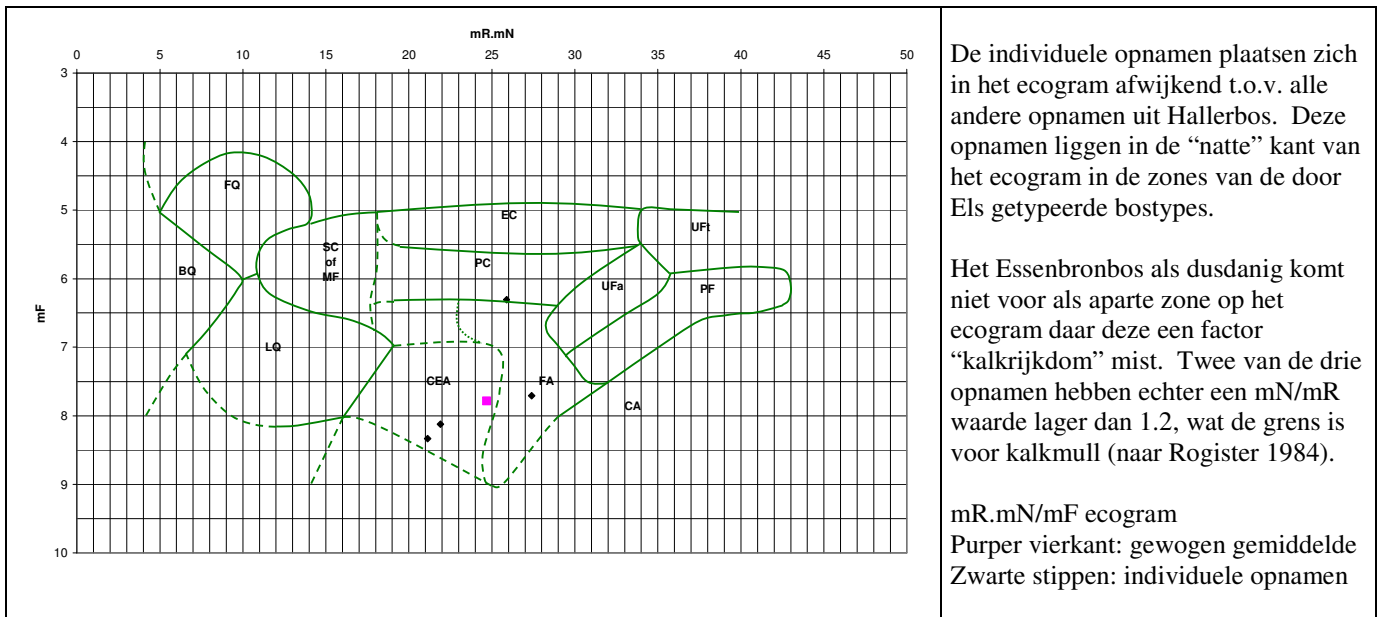 mR.mN
0 5 10 15 20 25 30 35 40 45 50
3
4
5
6
7
8
9
10
mF
FQ
EC
UFt
SC
of
MF
PC
BQ
UFa
PF
LQ
CEA
FA
CA
De individuele opnamen plaatsen zich
in het ecogram afwijkend t.o.v. alle
andere opnamen uit Hallerbos. Deze
opnamen liggen in de “natte” kant van
het ecogram in de zones van de door
Els getypeerde bostypes.
Het Essenbronbos als dusdanig komt
niet voor als aparte zone op het
ecogram daar deze een factor
“kalkrijkdom” mist. Twee van de drie
opnamen hebben echter een mN/mR
waarde lager dan 1.2, wat de grens is
voor kalkmull (naar Rogister 1984).
mR.mN/mF ecogram
Purper vierkant: gewogen gemiddelde
Zwarte stippen: individuele opnamen